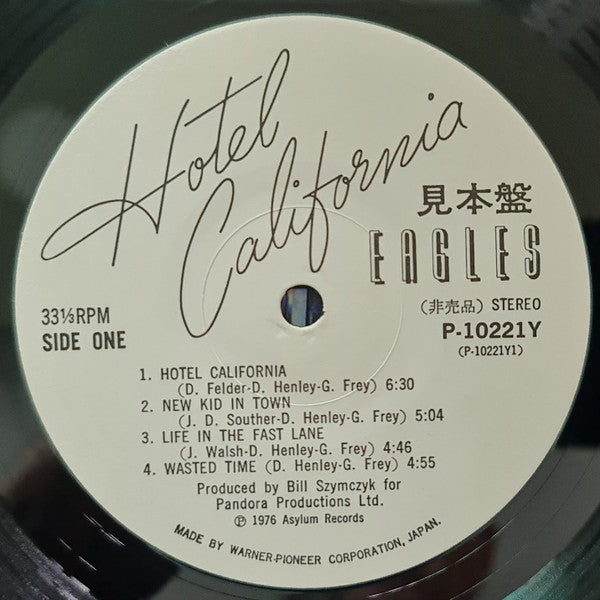 Hotel
California
見本盤
EAGLES
33⅓RPM
SIDE ONE
(非売品) STEREO
P-10221Y
(P-10221Y1)
1. HOTEL CALIFORNIA
(D. Felder-D. Henley-G. Frey) 6:30
2. NEW KID IN TOWN
(J. D. Souther-D. Henley-G. Frey) 5:04
3. LIFE IN THE FAST LANE
(J. Walsh-D. Henley-G. Frey) 4:46
4. WASTED TIME (D. Henley-G. Frey) 4:55
Produced by Bill Szymczyk for
Pandora Productions Ltd.
℗ 1976 Asylum Records
MADE BY WARNER-PIONEER CORPORATION, JAPAN.